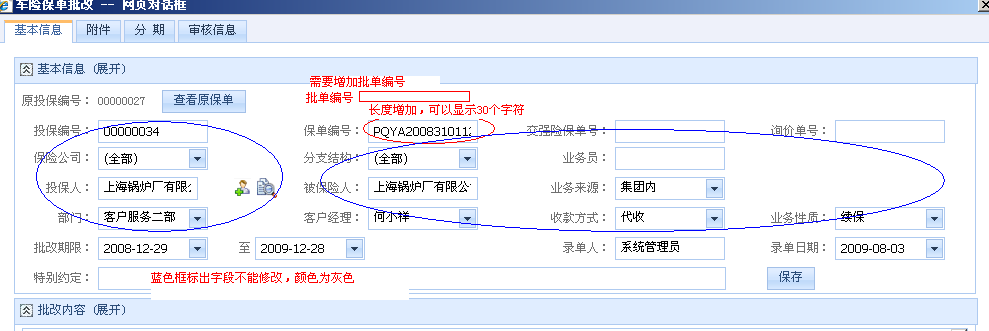 车险保单批改 -- 网页对话框
基本信息 附件 分 期 审核信息
基本信息 (展开)
需要增加批单编号
原投保编号： 00000027 查看原保单 批单编号
长度增加，可以显示30个字符
投保编号： 00000034 保单编号： PQYA2008310112 交强险保单号： 询价单号：
保险公司： (全部) 分支结构： (全部) 业务员：
投保人： 上海锅炉厂有限 被保险人： 上海锅炉厂有限公 业务来源： 集团内
部门： 客户服务二部 客户经理： 何小祥 收款方式： 代收 业务性质： 续保
批改期限： 2008-12-29 至 2009-12-28 录单人： 系统管理员 录单日期： 2009-08-03
特别约定： 蓝色框标出字段不能修改，颜色为灰色 保存
批改内容 (展开)